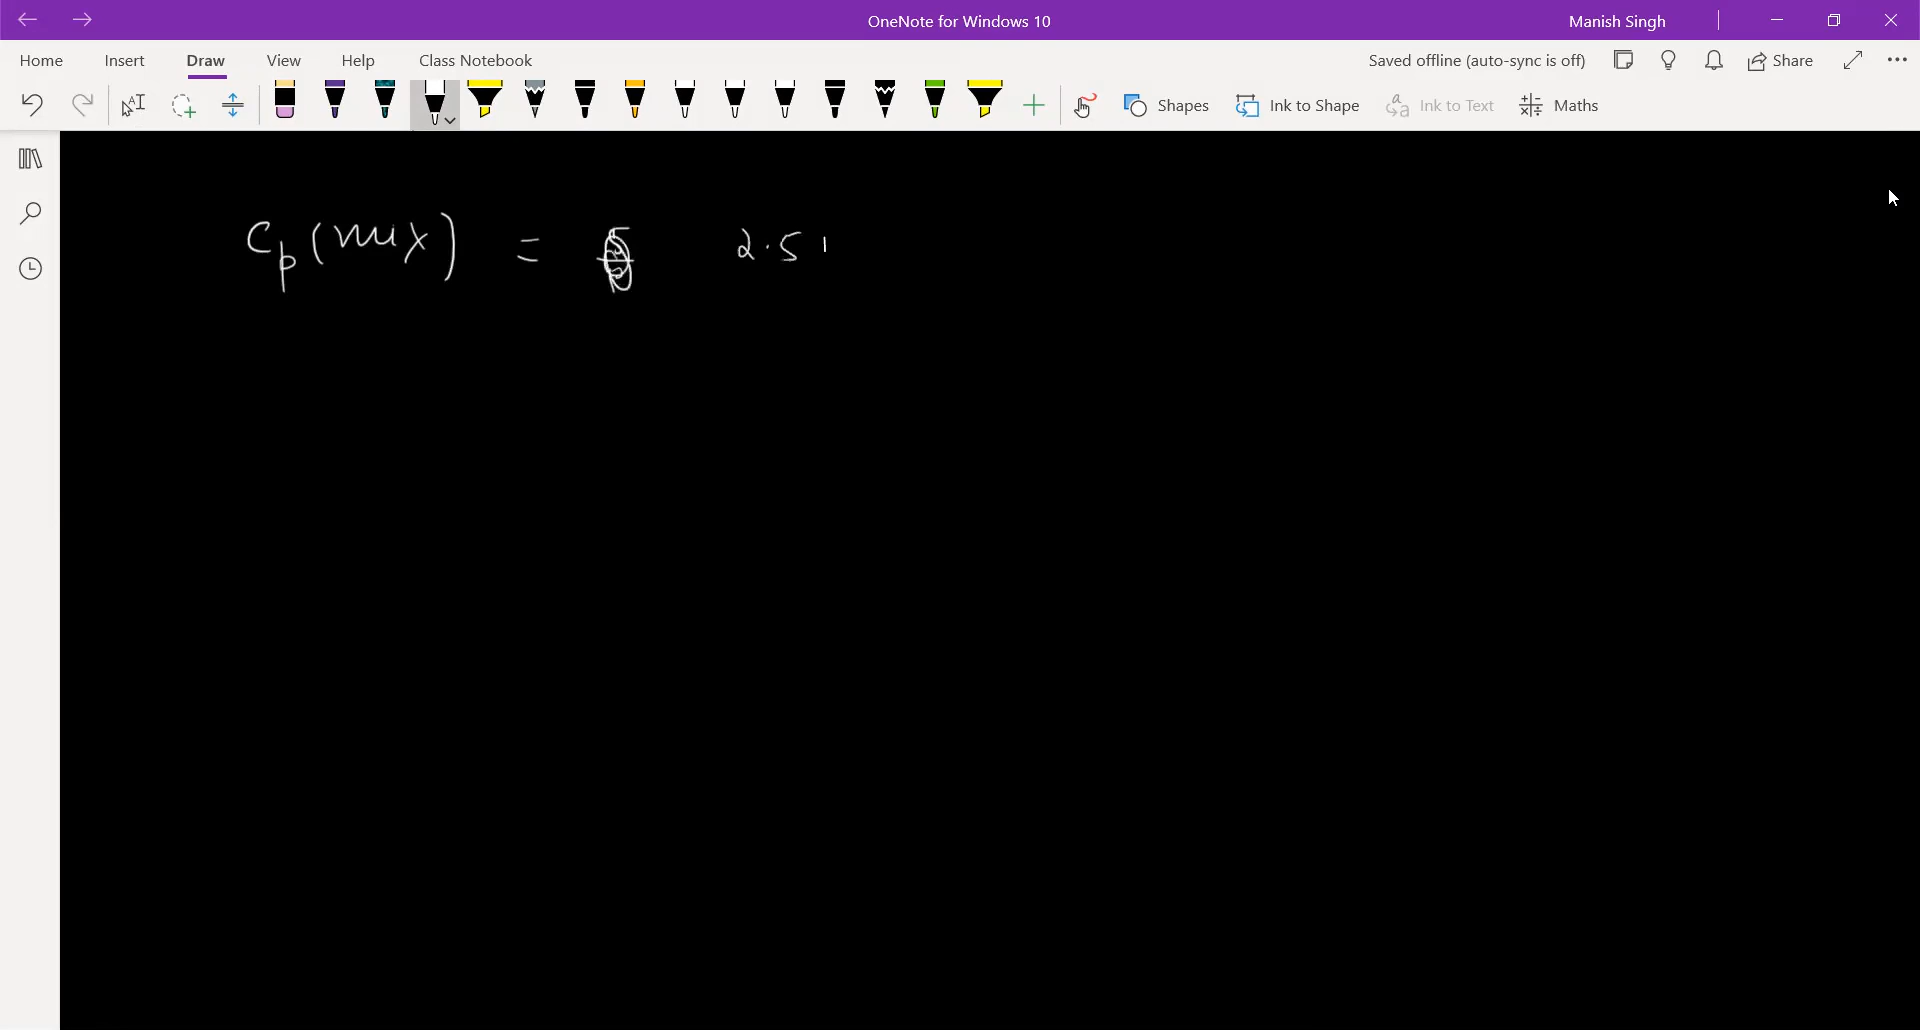 OneNote for Windows 10
Manish Singh
Home Insert Draw View Help Class Notebook
Saved offline (auto-sync is off) Share
Shapes Ink to Shape Ink to Text Maths
Cp (mix) = 2.5